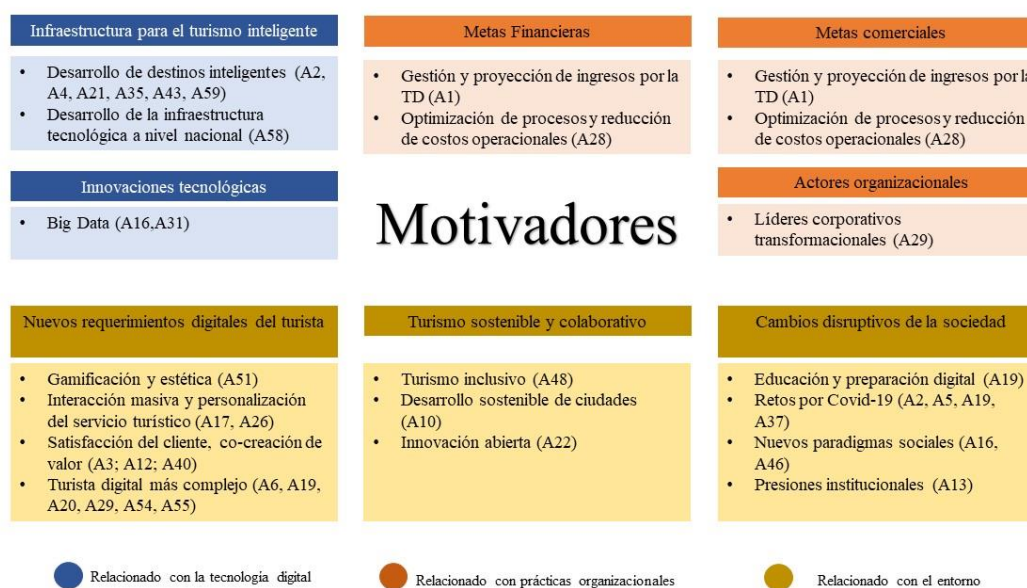 Infraestructura para el turismo inteligente
• Desarrollo de destinos inteligentes (A2,
A4, A21, A35, A43, A59)
• Desarrollo de la infraestructura
tecnológica a nivel nacional (A58)
Metas Financieras
• Gestión y proyección de ingresos por la
TD (A1)
• Optimización de procesos y reducción
de costos operacionales (A28)
Metas comerciales
• Gestión y proyección de ingresos por la
TD (A1)
• Optimización de procesos y reducción
de costos operacionales (A28)
Innovaciones tecnológicas
• Big Data (A16,A31)
Motivadores
Actores organizacionales
• Líderes corporativos
transformacionales (A29)
Nuevos requerimientos digitales del turista
• Gamificación y estética (A51)
• Interacción masiva y personalización
del servicio turístico (A17, A26)
• Satisfacción del cliente, co-creación de
valor (A3; A12; A40)
• Turista digital más complejo (A6, A19,
A20, A29, A54, A55)
Turismo sostenible y colaborativo
• Turismo inclusivo (A48)
• Desarrollo sostenible de ciudades
(A10)
• Innovación abierta (A22)
Cambios disruptivos de la sociedad
• Educación y preparación digital (A19)
• Retos por Covid-19 (A2, A5, A19,
A37)
• Nuevos paradigmas sociales (A16,
A46)
• Presiones institucionales (A13)
Relacionado con la tecnología digital
Relacionado con prácticas organizacionales
Relacionado con el entorno